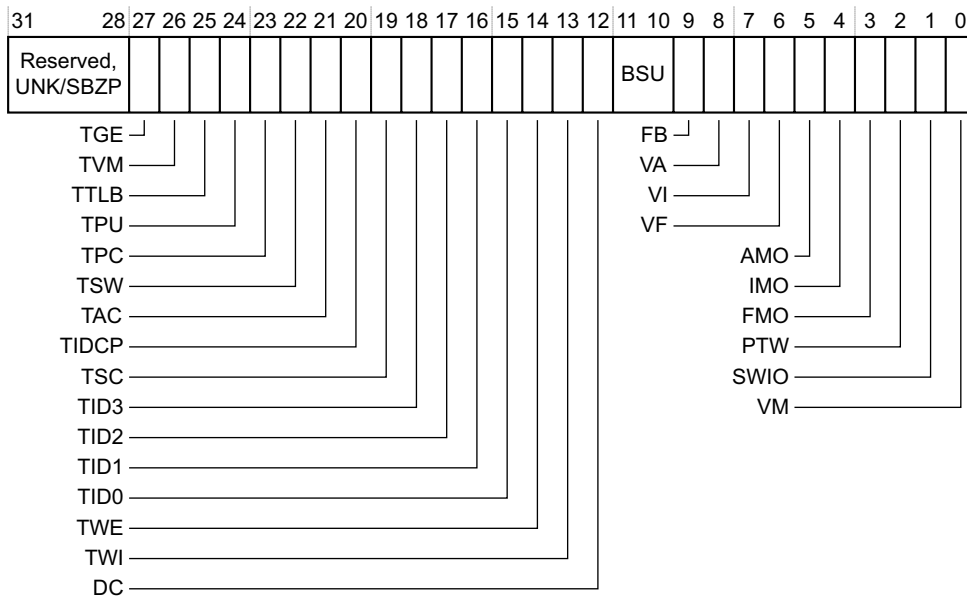 31 28 27 26 25 24 23 22 21 20 19 18 17 16 15 14 13 12 11 10 9 8 7 6 5 4 3 2 1 0
Reserved,
UNK/SBZP
BSU
TGE
TVM
TTLB
TPU
TPC
TSW
TAC
TIDCP
TSC
TID3
TID2
TID1
TID0
TWE
TWI
DC
FB
VA
VI
VF
AMO
IMO
FMO
PTW
SWIO
VM